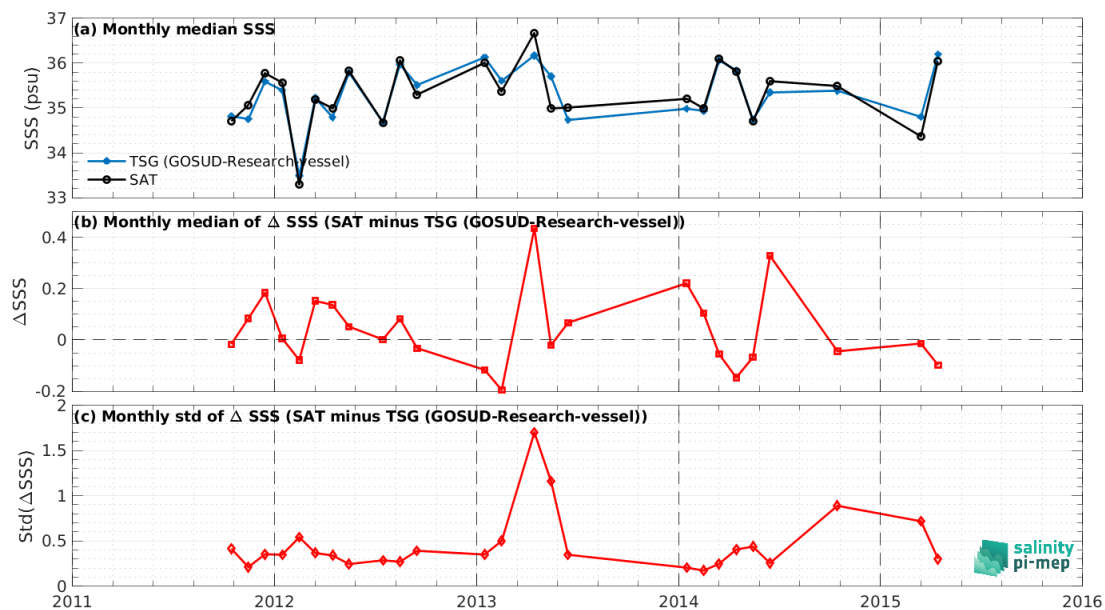 (a) Monthly median SSS
SSS (psu)
37
36
35
34
33
TSG (GOSUD-Research-vessel)
SAT
(b) Monthly median of Δ SSS (SAT minus TSG (GOSUD-Research-vessel))
ΔSSS
0.4
0.2
0
-0.2
(c) Monthly std of Δ SSS (SAT minus TSG (GOSUD-Research-vessel))
Std(ΔSSS)
2
1.5
1
0.5
0
salinity
pi-mep
2011 2012 2013 2014 2015 2016